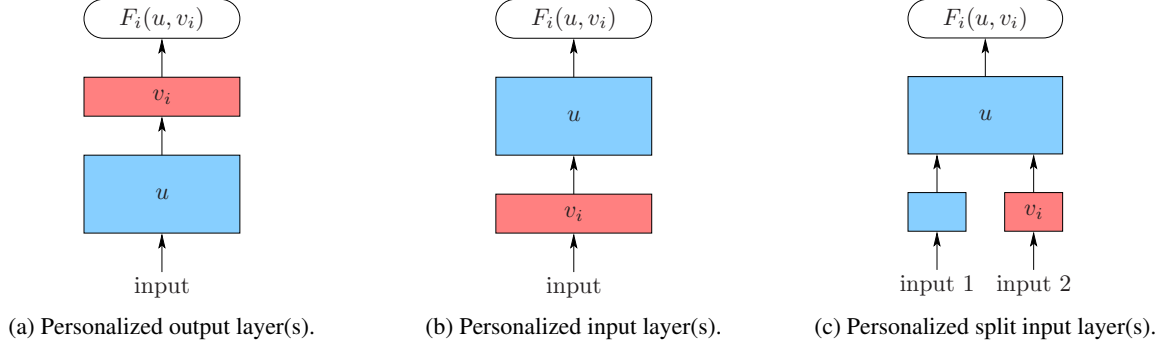 F_i(u, v_i) F_i(u, v_i) F_i(u, v_i)
v_i
u u
u
v_i v_i
input input input 1 input 2
(a) Personalized output layer(s). (b) Personalized input layer(s). (c) Personalized split input layer(s).